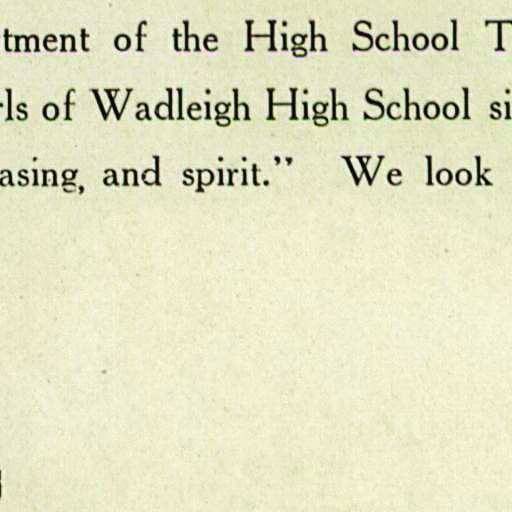 tment of the High School T
rls of Wadleigh High School si
asing, and spirit.” We look